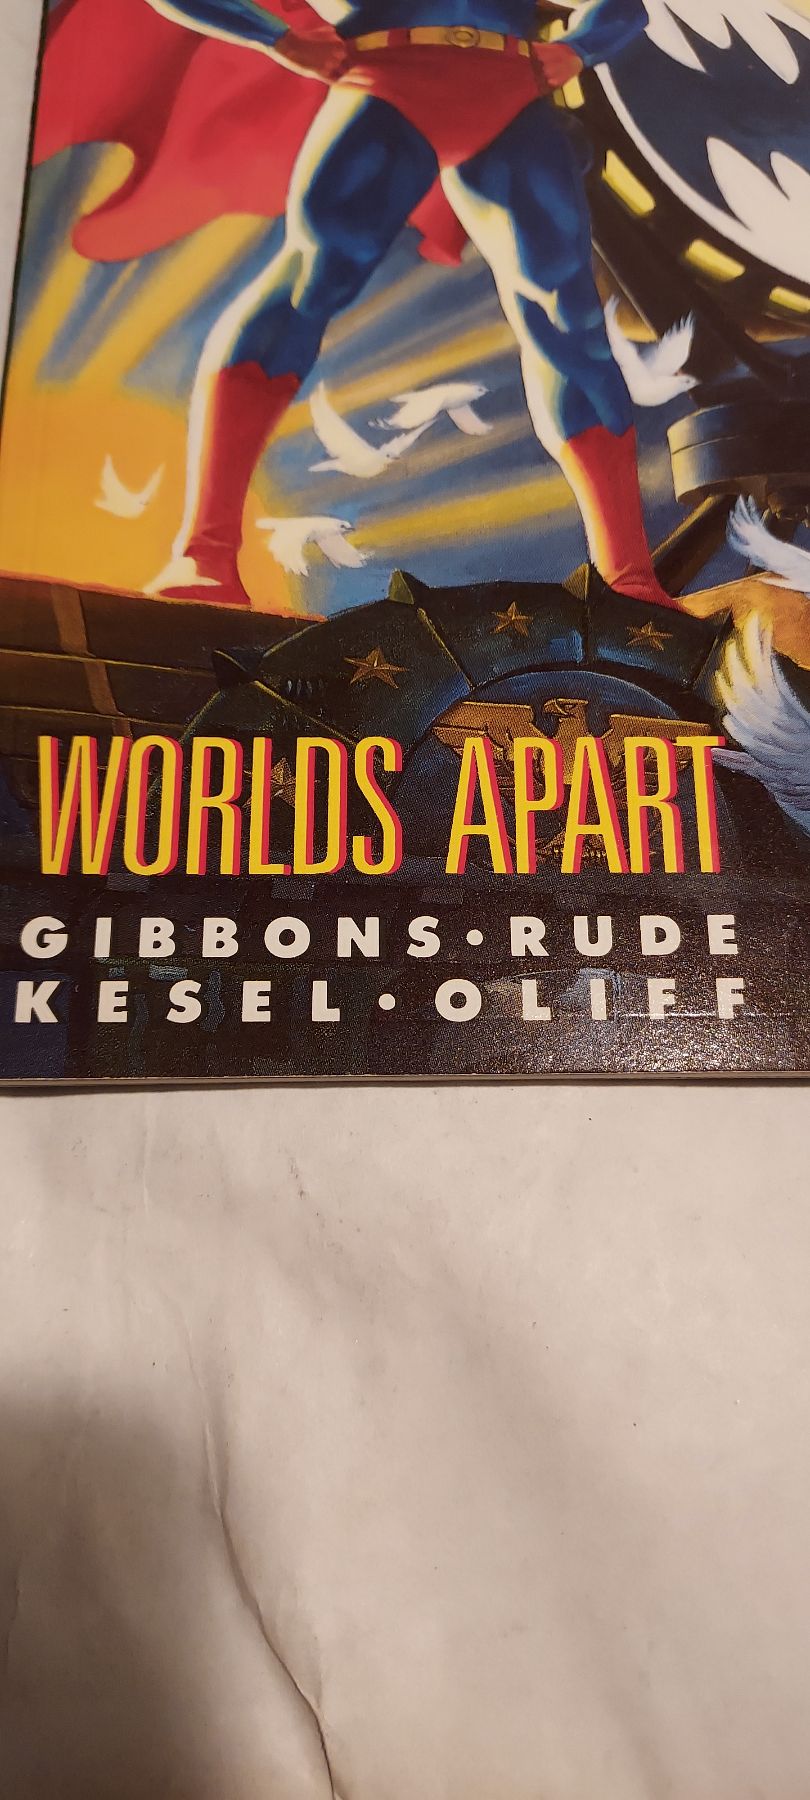 WORLDS APART
GIBBONS • RUDE
KESEL • OLIFF